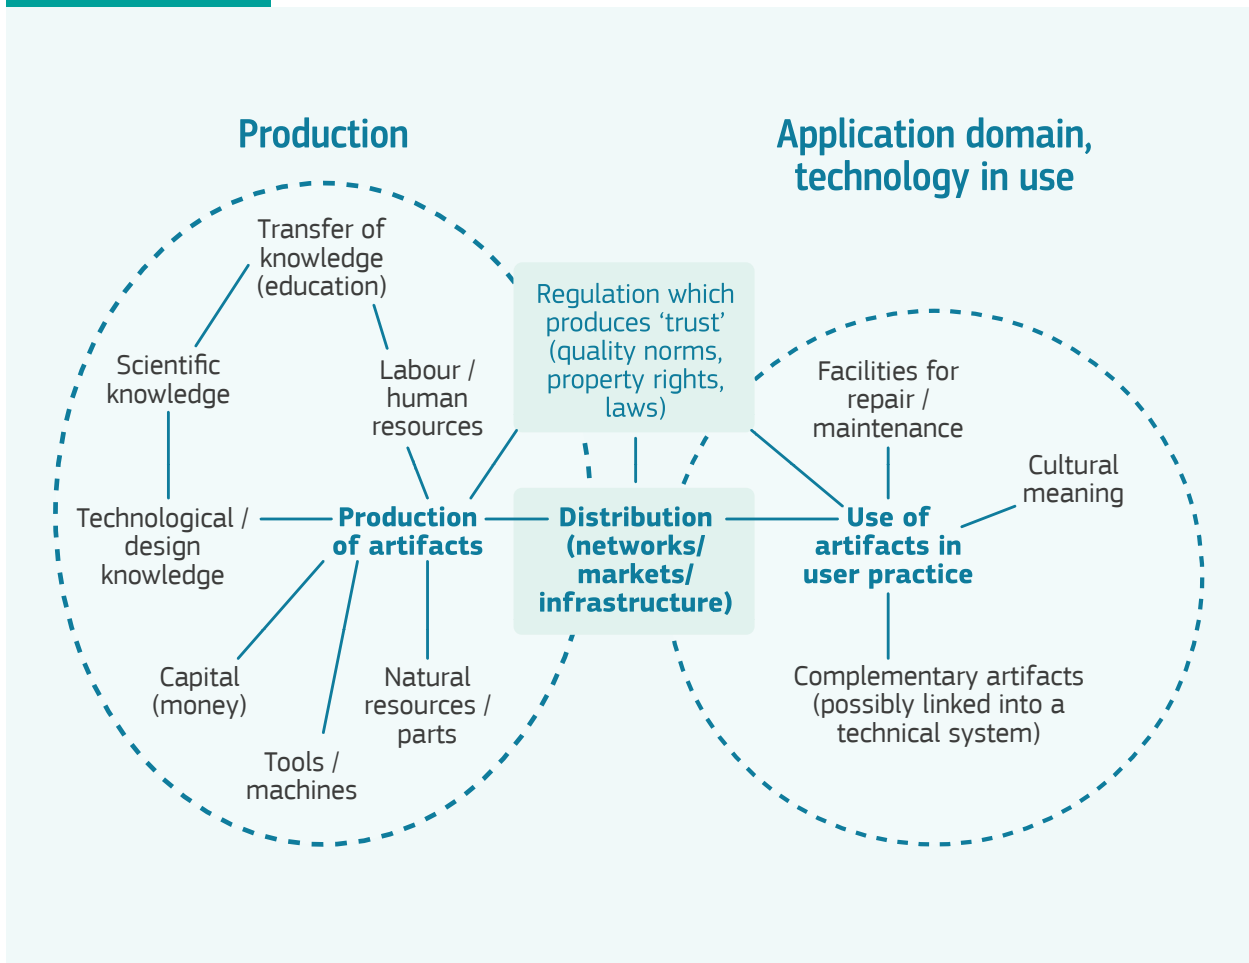 Production
Application domain,
technology in use
Transfer of
knowledge
(education)
Scientific
knowledge
Labour /
human
resources
Regulation which
produces ‘trust’
(quality norms,
property rights,
laws)
Facilities for
repair /
maintenance
Cultural
meaning
Technological /
design
knowledge
Production
of artifacts
Distribution
(networks/
markets/
infrastructure)
Use of
artifacts in
user practice
Capital
(money)
Tools /
machines
Natural
resources /
parts
Complementary artifacts
(possibly linked into a
technical system)